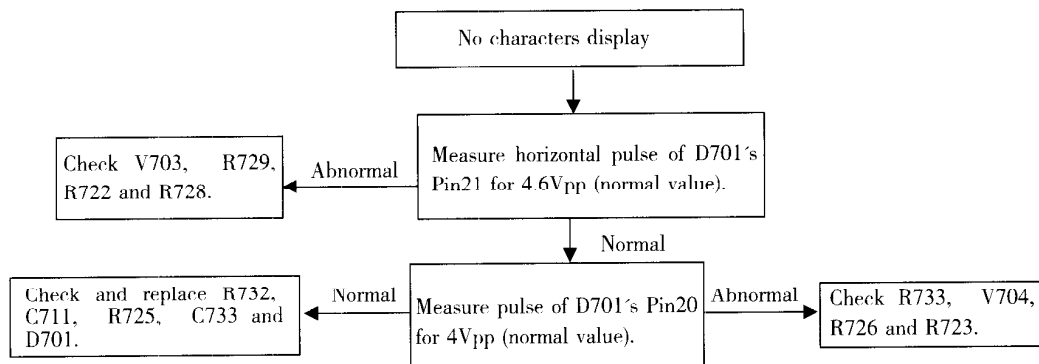 No characters display
Measure horizontal pulse of D701's
Pin21 for 4.6Vpp (normal value).
Abnormal
Check V703, R729,
R722 and R728.
Normal
Measure pulse of D701's Pin20
for 4Vpp (normal value).
Normal
Check and replace R732,
C711, R725, C733 and
D701.
Abnormal
Check R733, V704,
R726 and R723.